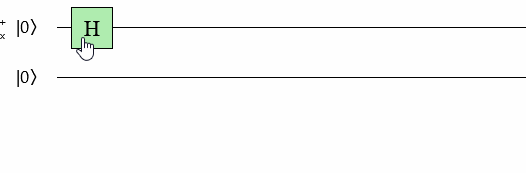 + |0⟩ H
x
|0⟩